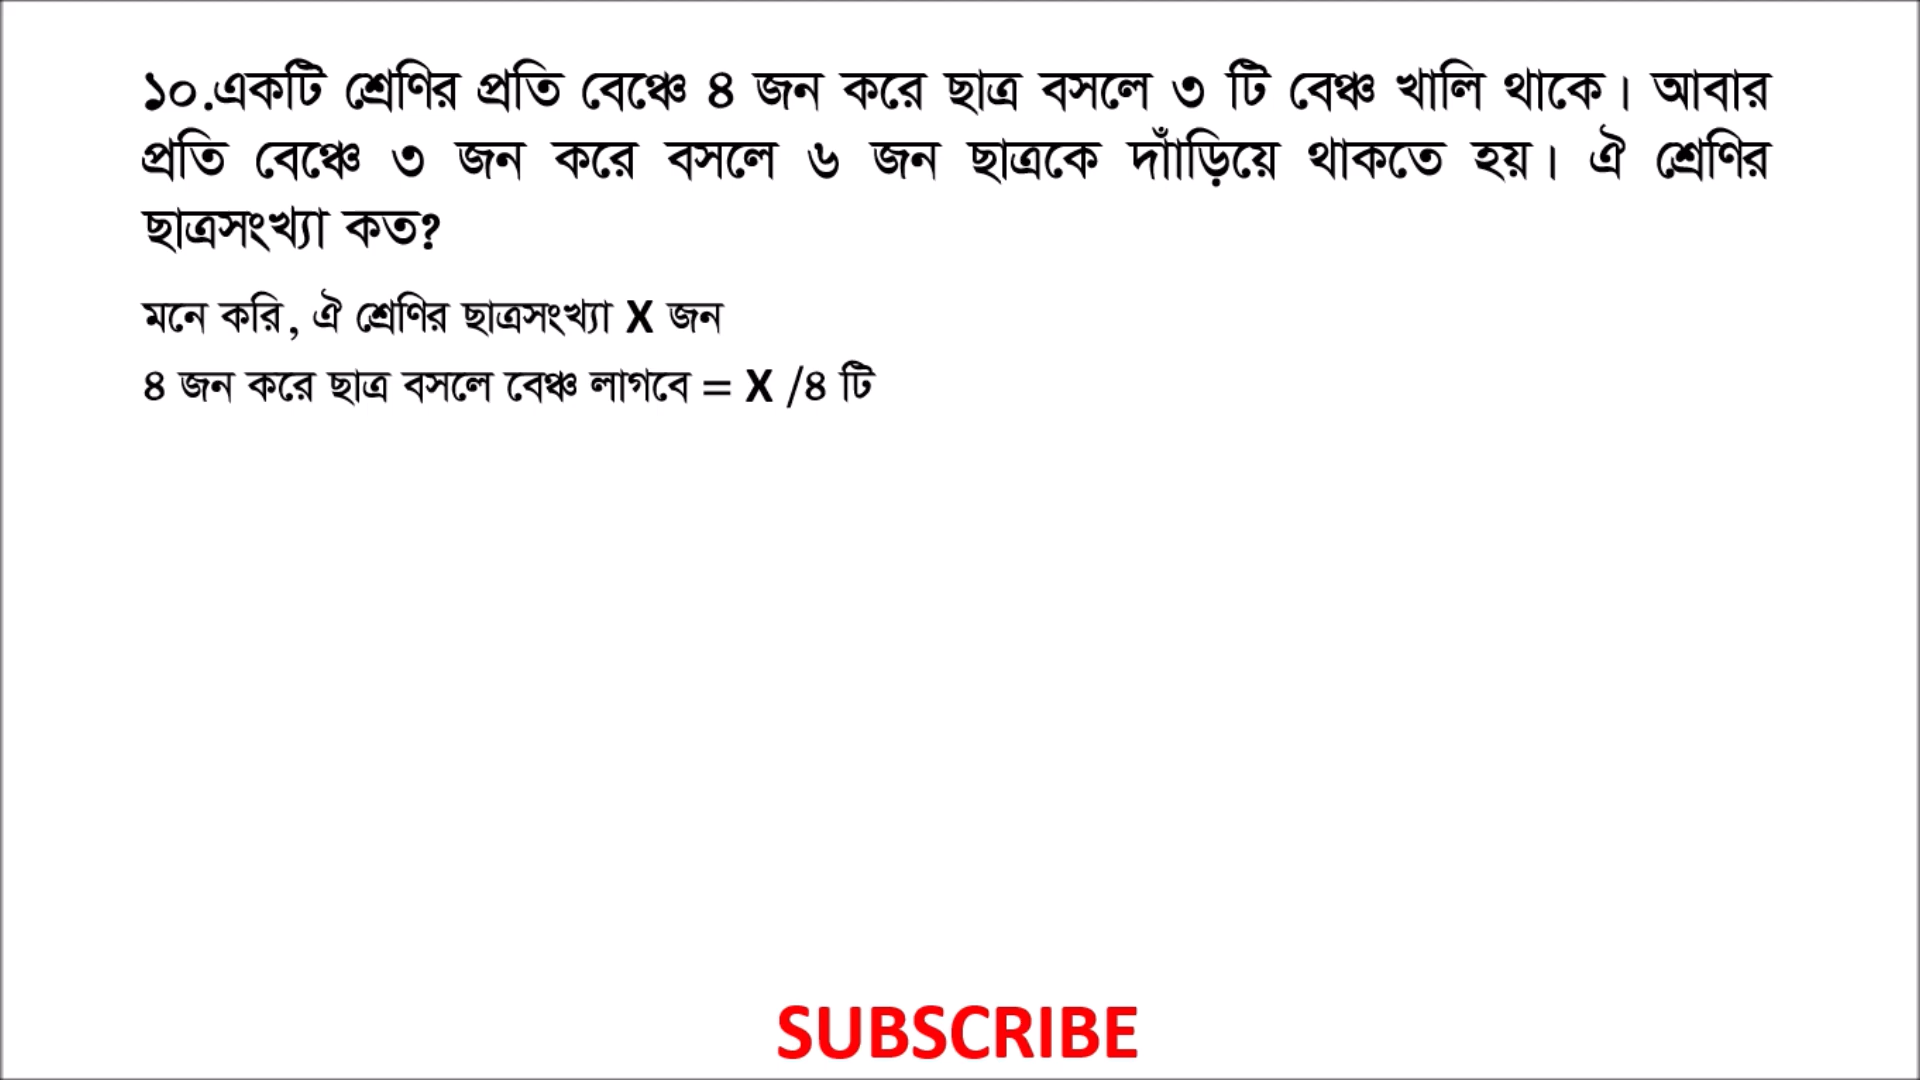 ১০.একটি শ্রেণির প্রতি বেঞ্চে ৪ জন করে ছাত্র বসলে ৩ টি বেঞ্চ খালি থাকে। আবার
প্রতি বেঞ্চে ৩ জন করে বসলে ৬ জন ছাত্রকে দাাঁড়িয়ে থাকতে হয়। ঐ শ্রেণির
ছাত্রসংখ্যা কত?
মনে করি, ঐ শ্রেণির ছাত্রসংখ্যা X জন
৪ জন করে ছাত্র বসলে বেঞ্চ লাগবে = X /৪ টি
SUBSCRIBE